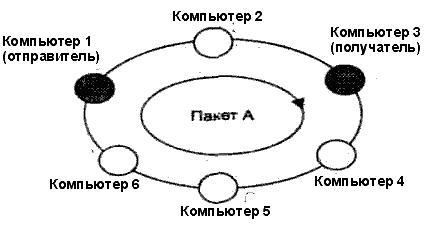 Компьютер 2
Компьютер 1
(отправитель)
Компьютер 3
(получатель)
Пакет А
Компьютер 6
Компьютер 4
Компьютер 5